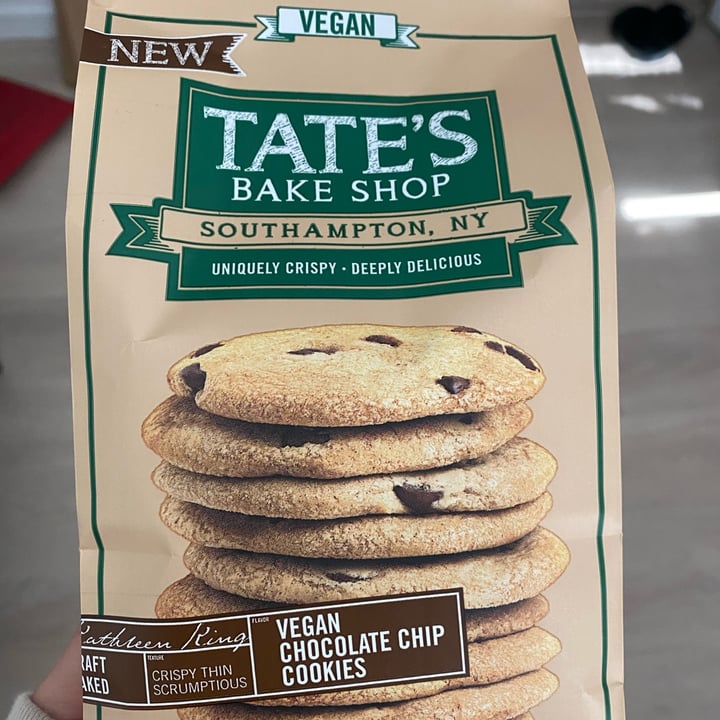 VEGAN
NEW
TATE'S
BAKE SHOP
SOUTHAMPTON, NY
UNIQUELY CRISPY · DEEPLY DELICIOUS
Kathleen King
RAFT
AKED
TEXTURE
CRISPY THIN
SCRUMPTIOUS
FLAVOR
VEGAN
CHOCOLATE CHIP
COOKIES